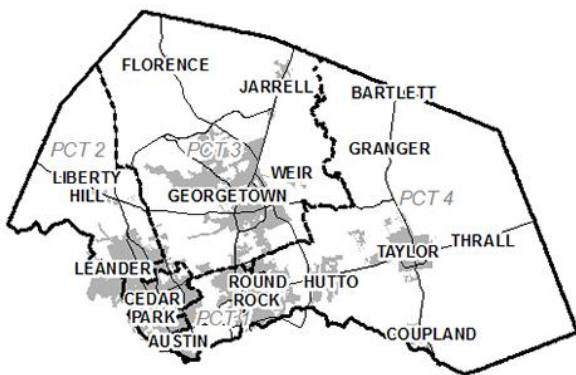 FLORENCE
JARRELL
BARTLETT
PCT 2
PCT 3
GRANGER
LIBERTY
HILL
WEIR
GEORGETOWN
PCT 4
THRALL
TAYLOR
LEANDER
ROUND
ROCK
HUTTO
CEDAR
PARK
PCT 1
AUSTIN
COUPLAND